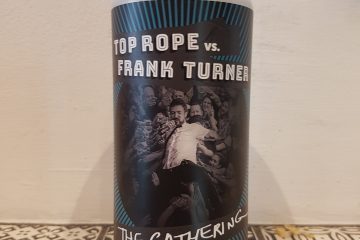 TOP ROPE vs.
FRANK TURNER
THE GATHERING